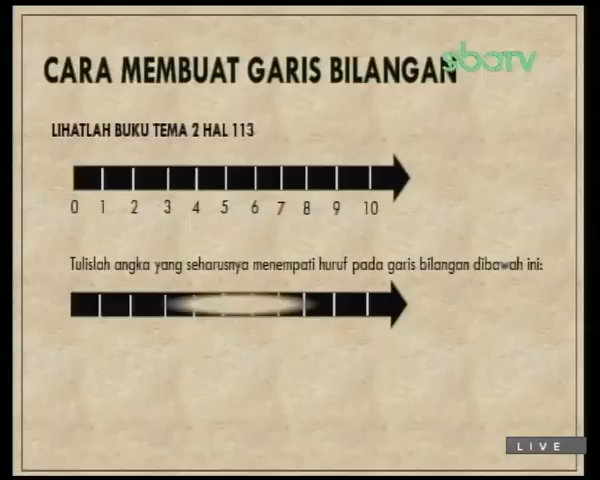 CARA MEMBUAT GARIS BILANGAN
sboTV
LIHATLAH BUKU TEMA 2 HAL 113
0 1 2 3 4 5 6 7 8 9 10
Tulislah angka yang seharusnya menempati huruf pada garis bilangan dibawah ini:
LIVE